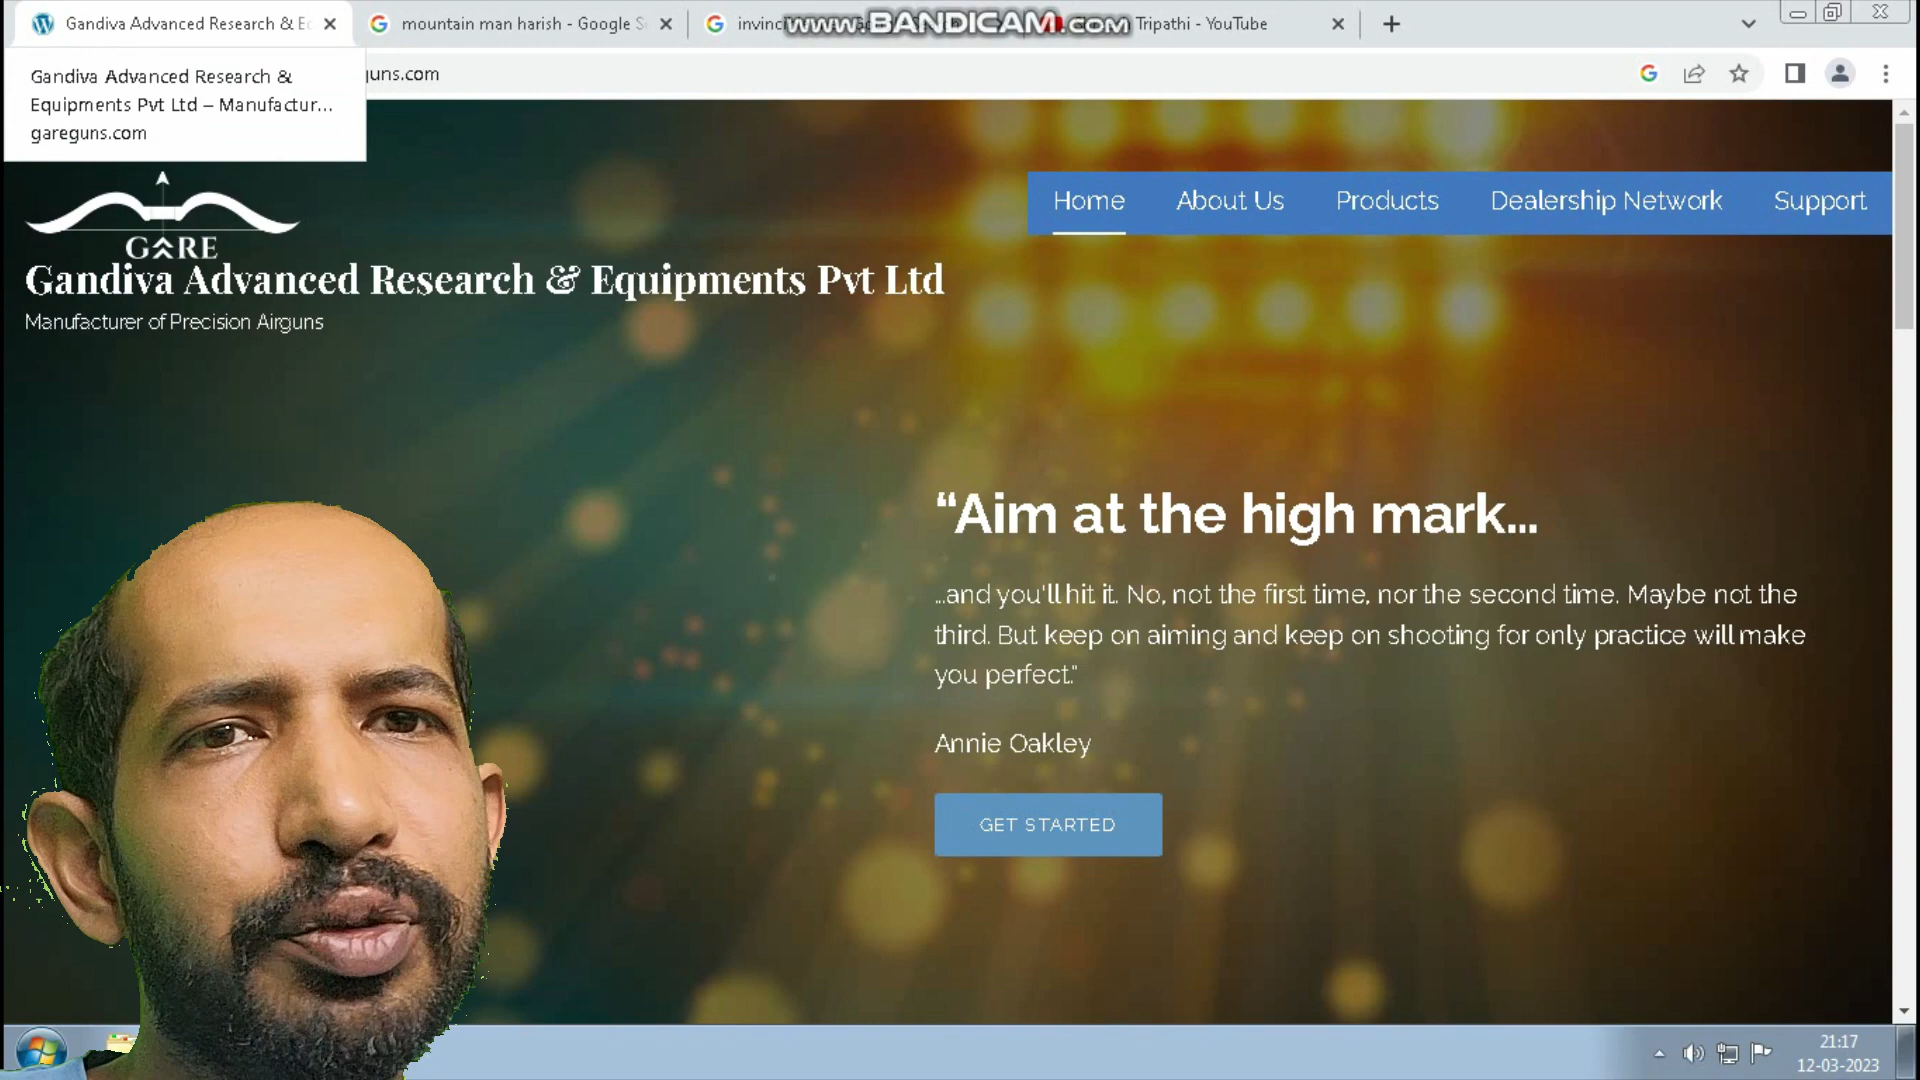 Gandiva Advanced Research & E
mountain man harish - Google S
invinci
www.BANDICAM.com
Tripathi - YouTube
Gandiva Advanced Research &
Equipments Pvt Ltd – Manufactur...
gareguns.com
guns.com
GARE
Gandiva Advanced Research & Equipments Pvt Ltd
Manufacturer of Precision Airguns
Home About Us Products Dealership Network Support
“Aim at the high mark…
…and you'll hit it. No, not the first time, nor the second time. Maybe not the
third. But keep on aiming and keep on shooting for only practice will make
you perfect.”
Annie Oakley
GET STARTED
21:17
12-03-2023